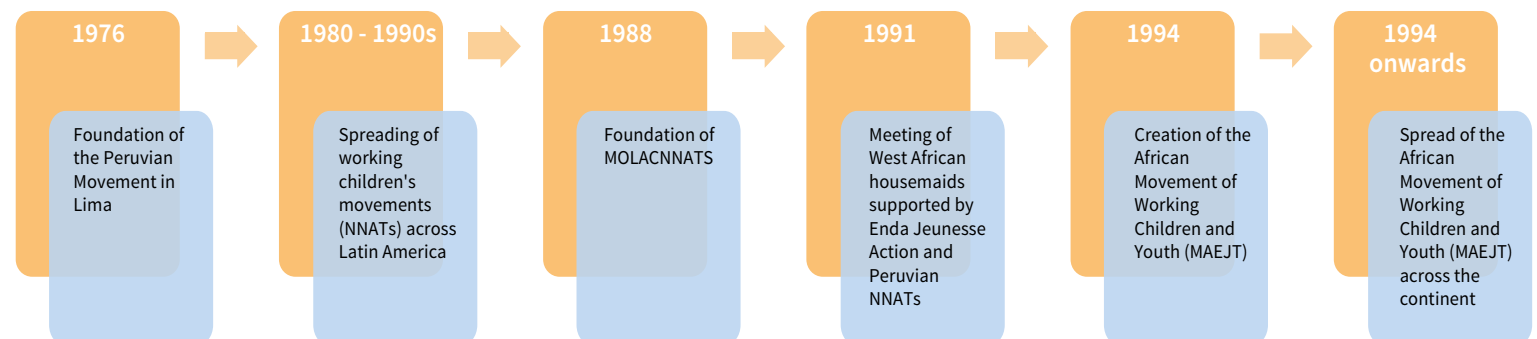 1976
Foundation of
the Peruvian
Movement in
Lima
1980 - 1990s
Spreading of
working
children's
movements
(NNATs) across
Latin America
1988
Foundation of
MOLACNNATS
1991
Meeting of
West African
housemaids
supported by
Enda Jeunesse
Action and
Peruvian
NNATs
1994
Creation of the
African
Movement of
Working
Children and
Youth (MAEJT)
1994
onwards
Spread of the
African
Movement of
Working
Children and
Youth (MAEJT)
across the
continent